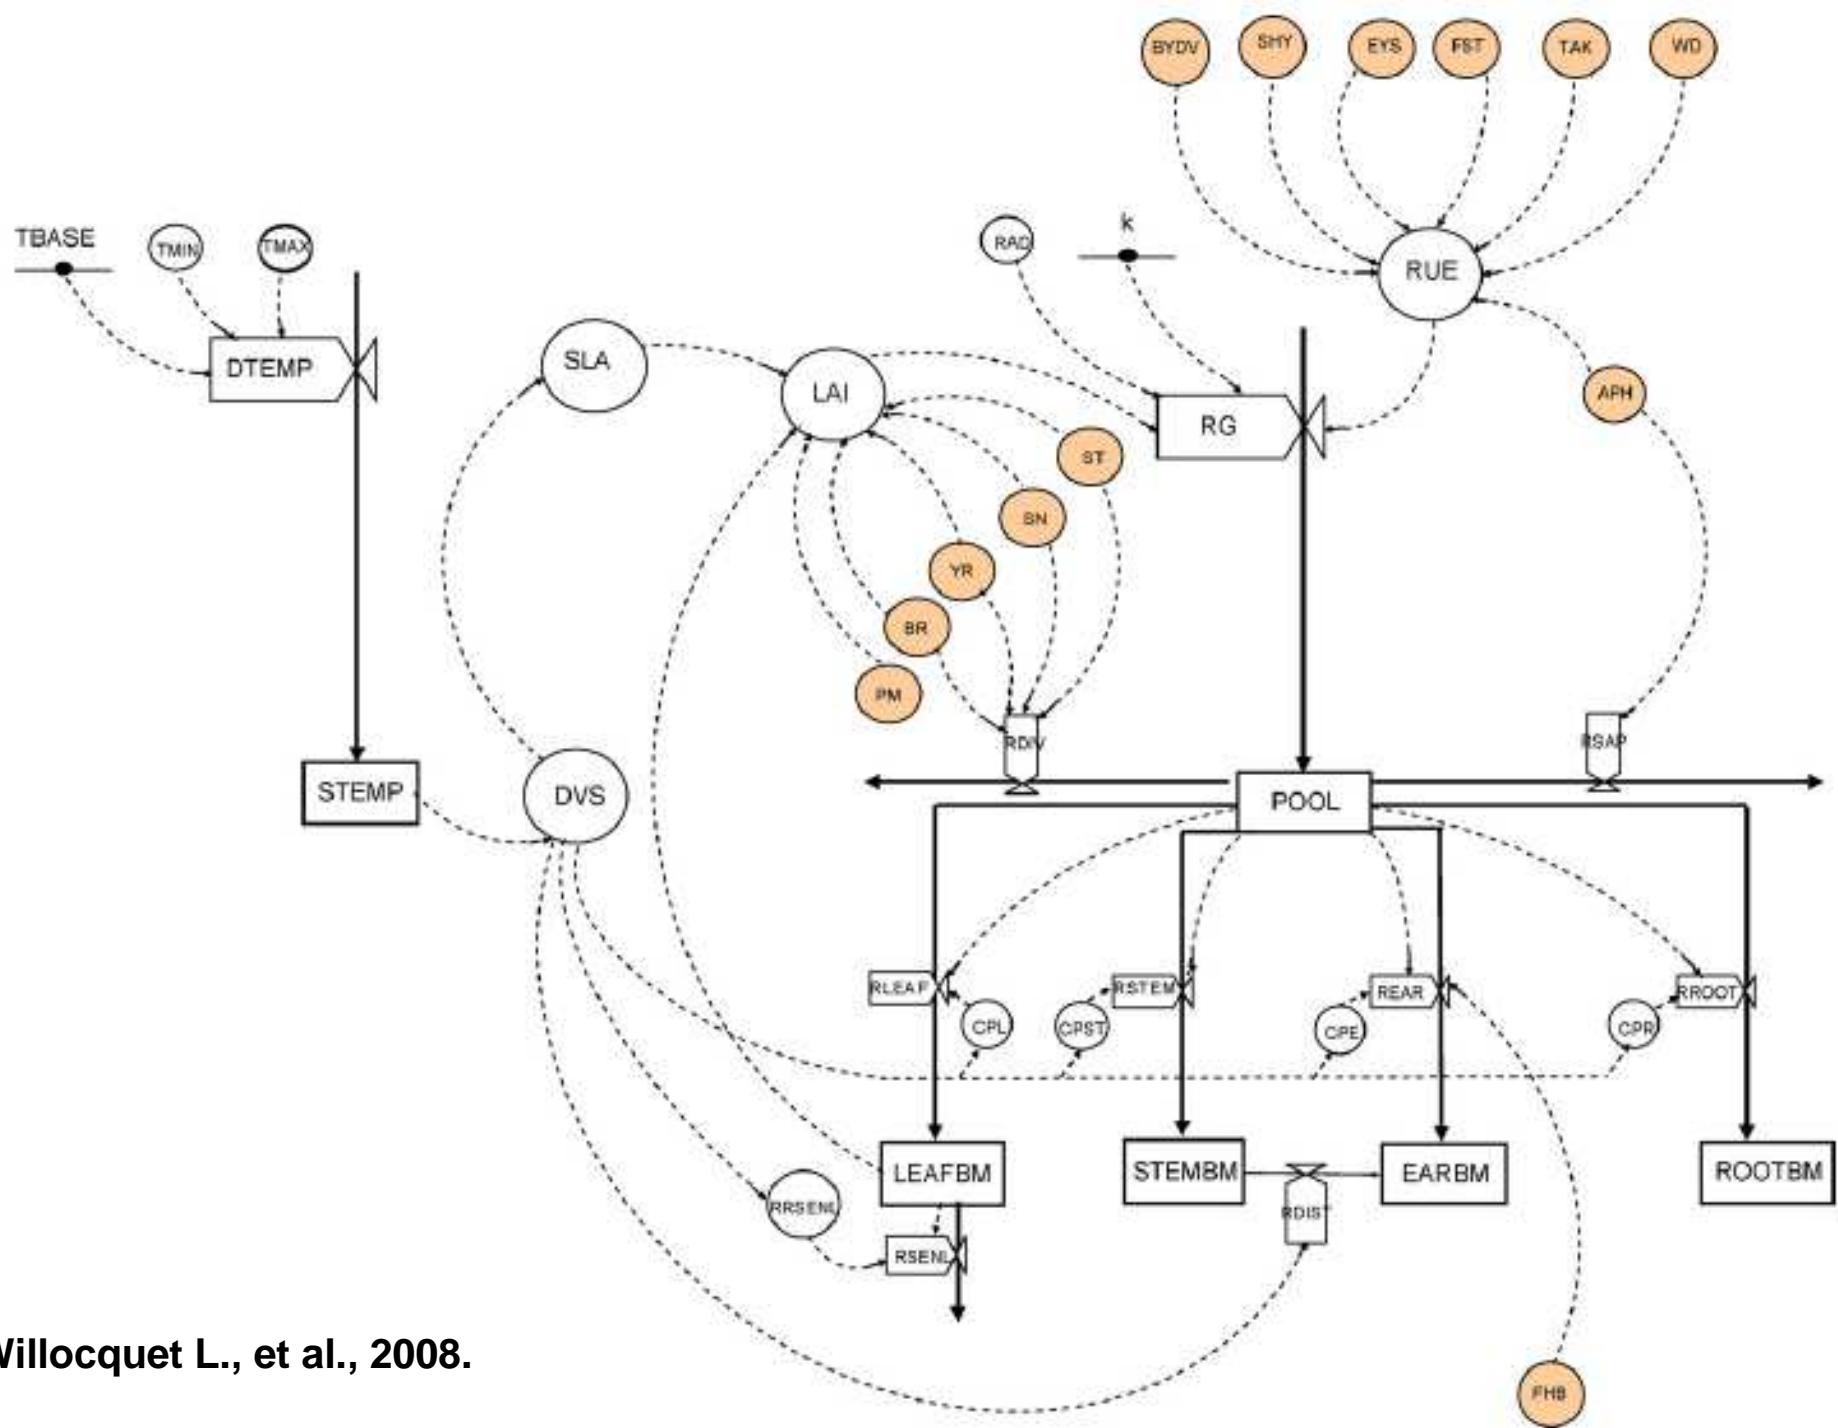 BYDV
SHY
EYS
FST
TAK
WD
TBASE
TMIN
TMAX
RAD
k
RUE
DTEMP
SLA
LAI
RG
APH
ST
SN
YR
BR
PM
RDIV
RSAP
STEMP
DVS
POOL
RLEAF
RSTEM
REAR
RROOT
CPL
CPST
CPE
CPR
LEAFBM
STEMBM
EARBM
ROOTBM
RRSENL
RDIST
RSENL
Willocquet L., et al., 2008.
FHB